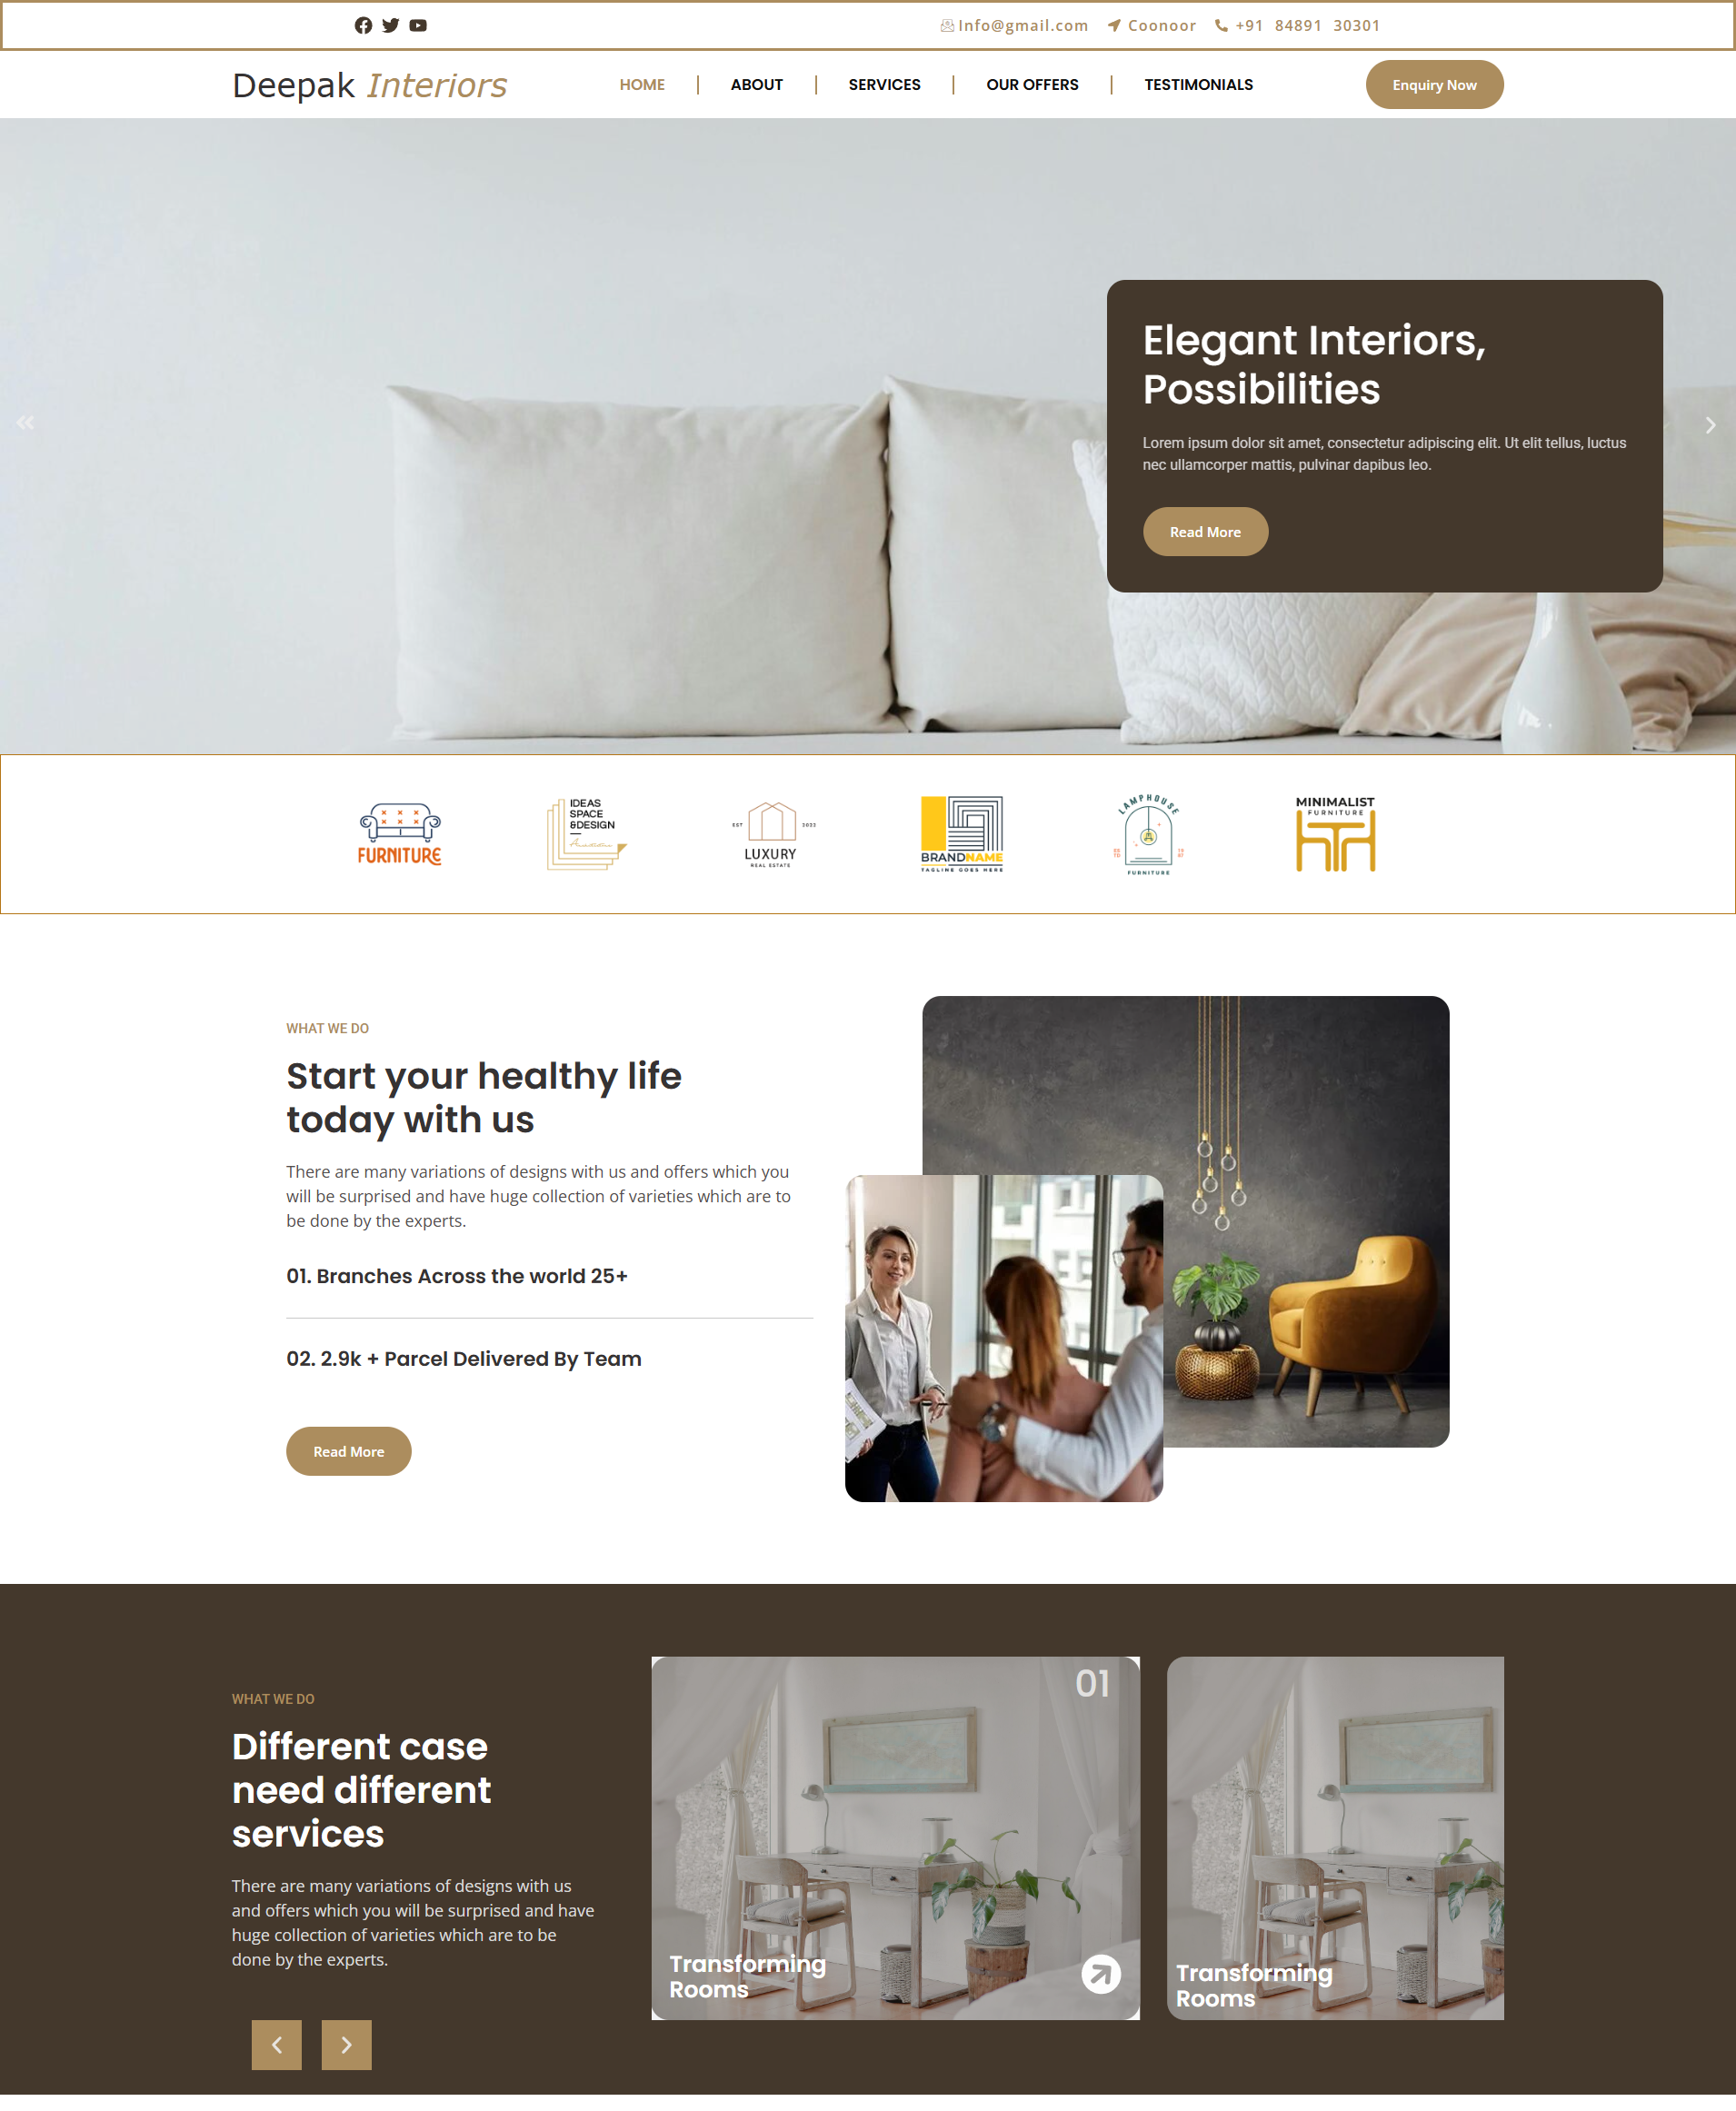 Info@gmail.com Coonoor +91 84891 30301
Deepak Interiors HOME ABOUT SERVICES OUR OFFERS TESTIMONIALS Enquiry Now
Elegant Interiors,
Possibilities
Lorem ipsum dolor sit amet, consectetur adipiscing elit. Ut elit tellus, luctus
nec ullamcorper mattis, pulvinar dapibus leo.
Read More
FURNITURE
IDEAS
SPACE
&DESIGN
EST 2022
LUXURY
REAL ESTATE
BRANDNAME
TAGLINE GOES HERE
LAMPHOUSE
FURNITURE
MINIMALIST
FURNITURE
WHAT WE DO
Start your healthy life
today with us
There are many variations of designs with us and offers which you
will be surprised and have huge collection of varieties which are to
be done by the experts.
01. Branches Across the world 25+
02. 2.9k + Parcel Delivered By Team
Read More
WHAT WE DO
Different case
need different
services
There are many variations of designs with us
and offers which you will be surprised and have
huge collection of varieties which are to be
done by the experts.
01
Transforming
Rooms
Transforming
Rooms